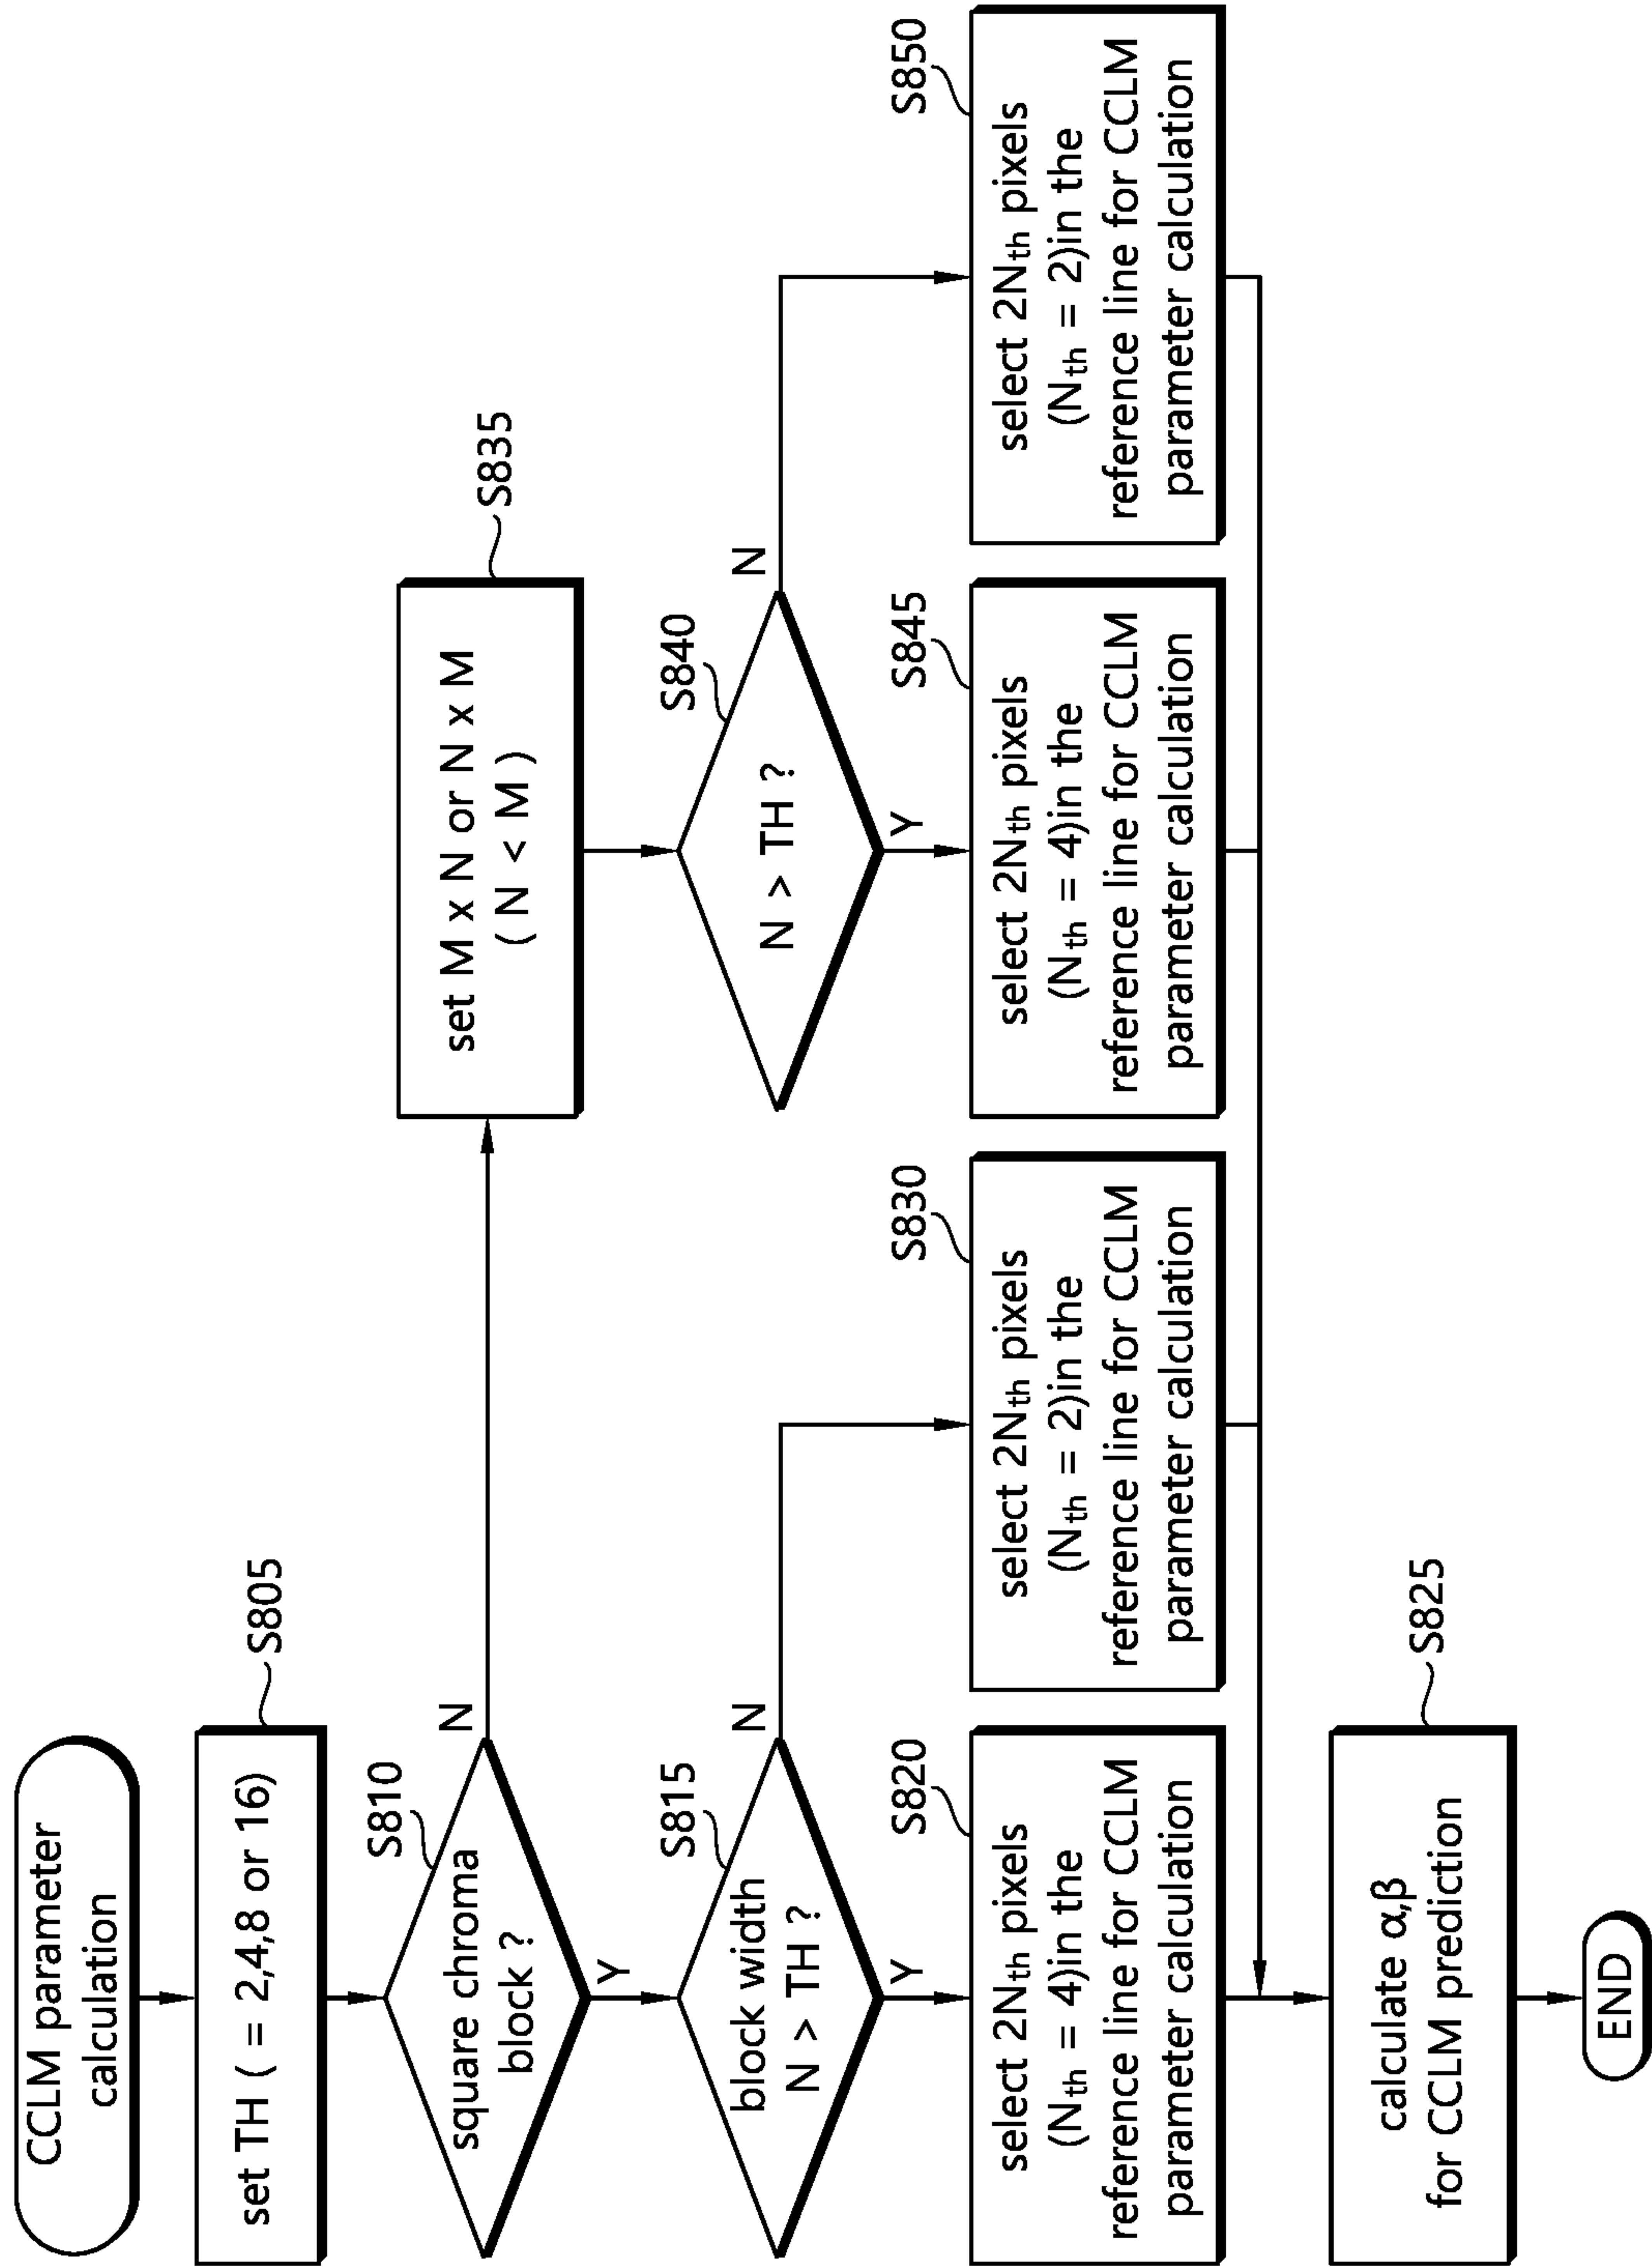 CCLM parameter
calculation
set TH ( = 2,4,8 or 16)
S805
square chroma
block ?
S810
N
Y
set M x N or N x M
( N < M )
S835
block width
N > TH ?
S815
N
Y
N > TH ?
S840
N
Y
select 2Nth pixels
(Nth = 4)in the
reference line for CCLM
parameter calculation
S820
select 2Nth pixels
(Nth = 2)in the
reference line for CCLM
parameter calculation
S830
select 2Nth pixels
(Nth = 4)in the
reference line for CCLM
parameter calculation
S845
select 2Nth pixels
(Nth = 2)in the
reference line for CCLM
parameter calculation
S850
calculate α,β
for CCLM prediction
S825
END